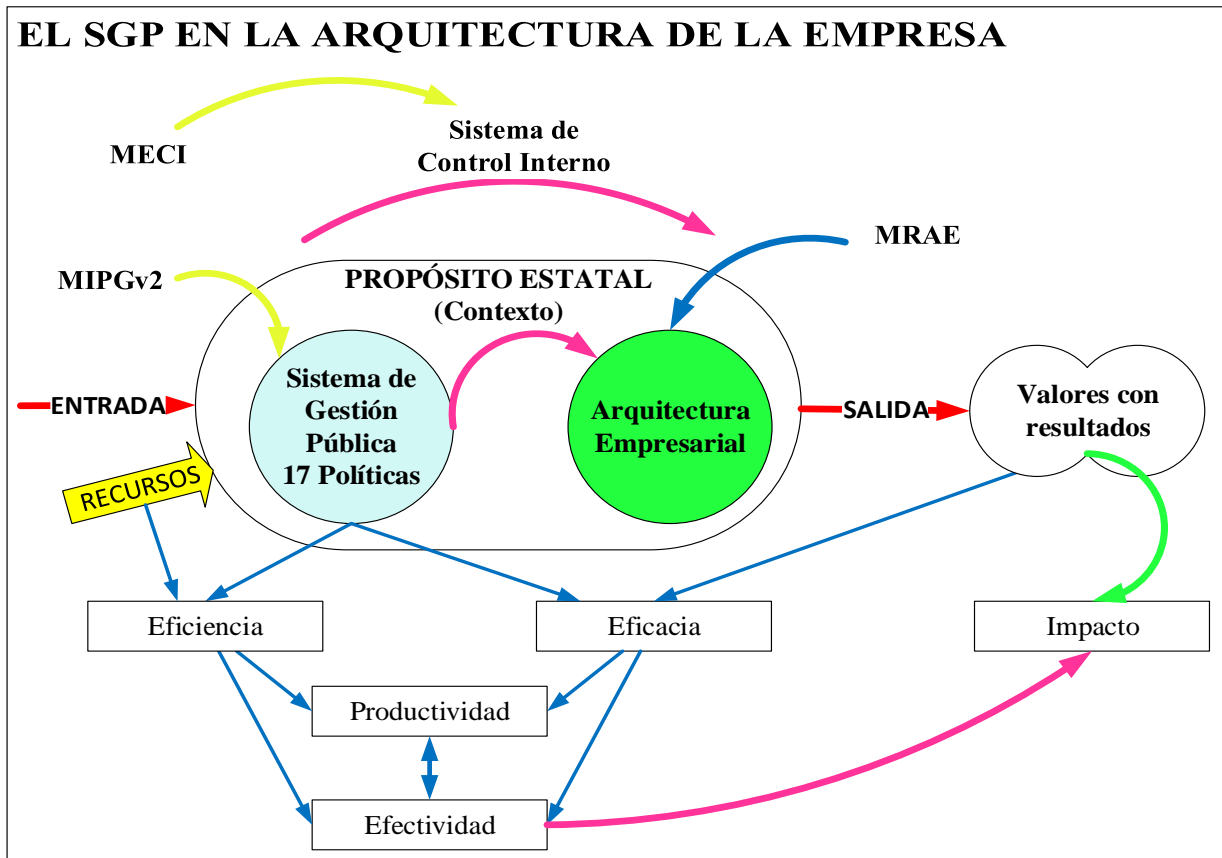 EL SGP EN LA ARQUITECTURA DE LA EMPRESA
MECI
Sistema de
Control Interno
MRAE
MIPGv2
PROPÓSITO ESTATAL
(Contexto)
ENTRADA
Sistema de
Gestión
Pública
17 Políticas
Arquitectura
Empresarial
SALIDA
Valores con
resultados
RECURSOS
Eficiencia
Eficacia
Impacto
Productividad
Efectividad